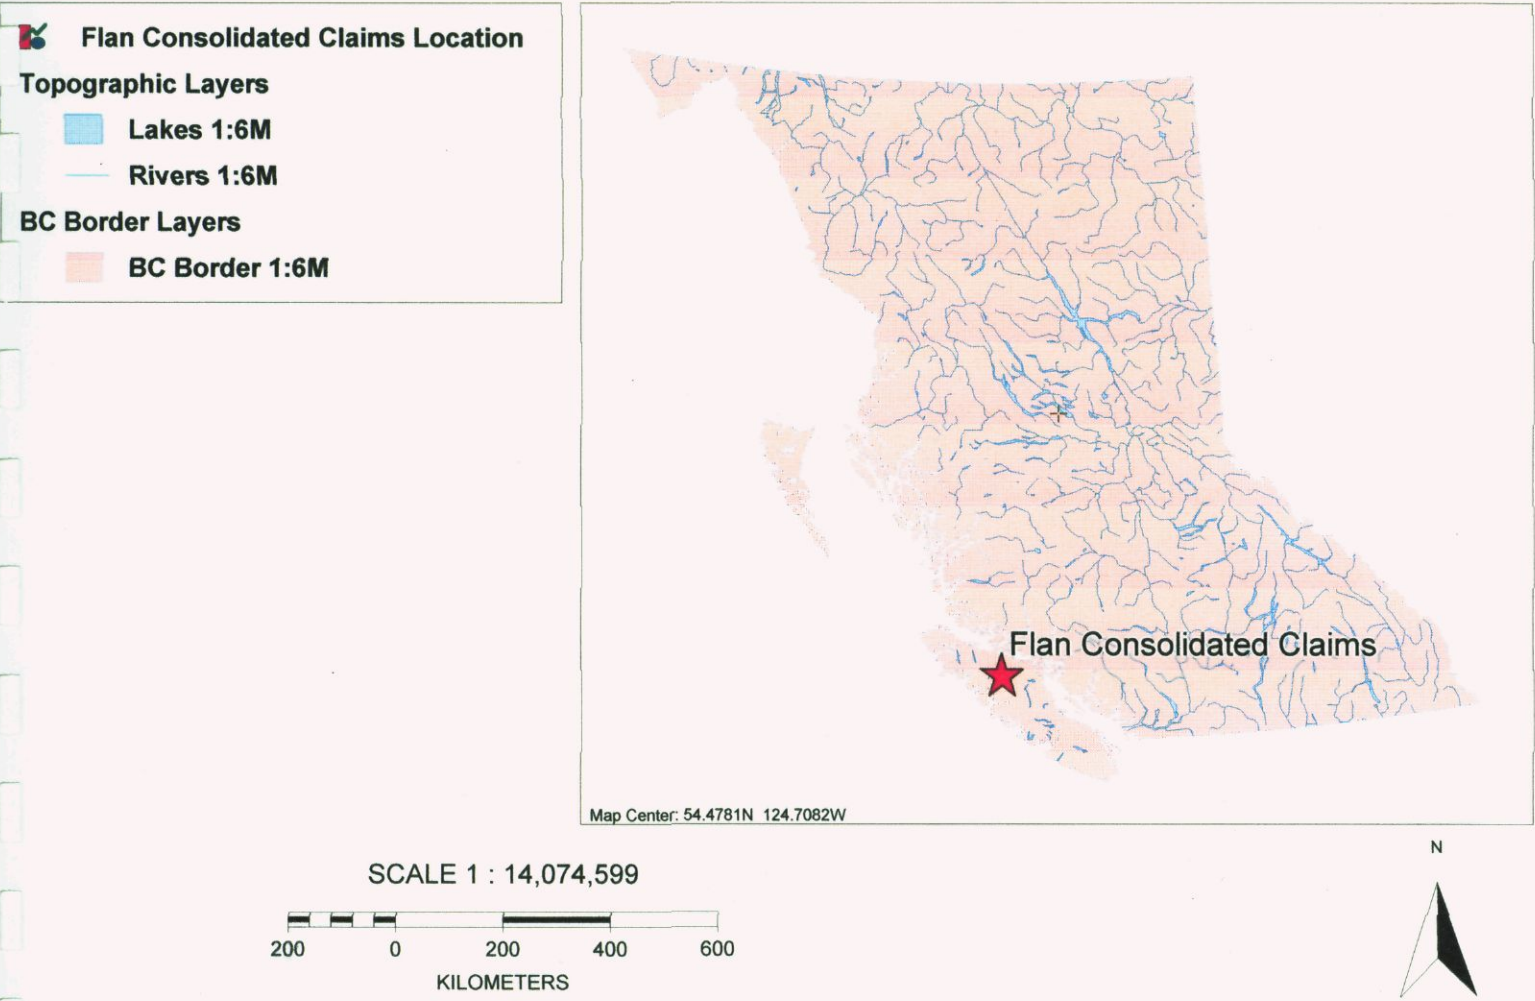 Flan Consolidated Claims Location
Topographic Layers
Lakes 1:6M
Rivers 1:6M
BC Border Layers
BC Border 1:6M
Flan Consolidated Claims
Map Center: 54.4781N 124.7082W
SCALE 1 : 14,074,599
200 0 200 400 600
KILOMETERS
N